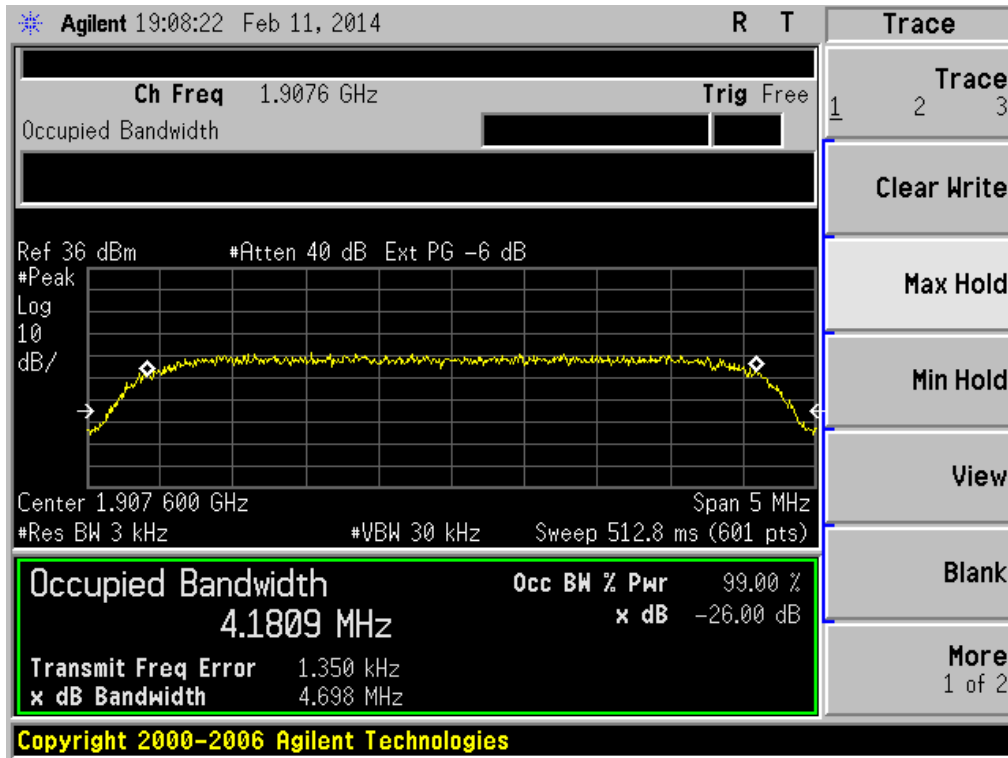 Agilent 19:08:22 Feb 11, 2014 R T
Trace
Ch Freq 1.9076 GHz Trig Free
Occupied Bandwidth
Trace
1 2 3
Clear Write
Max Hold
Min Hold
View
Blank
More
1 of 2
Ref 36 dBm #Atten 40 dB Ext PG -6 dB
#Peak
Log
10
dB/
Center 1.907 600 GHz Span 5 MHz
#Res BW 3 kHz #VBW 30 kHz Sweep 512.8 ms (601 pts)
Occupied Bandwidth
4.1809 MHz
Occ BW % Pwr 99.00 %
x dB -26.00 dB
Transmit Freq Error 1.350 kHz
x dB Bandwidth 4.698 MHz
Copyright 2000-2006 Agilent Technologies